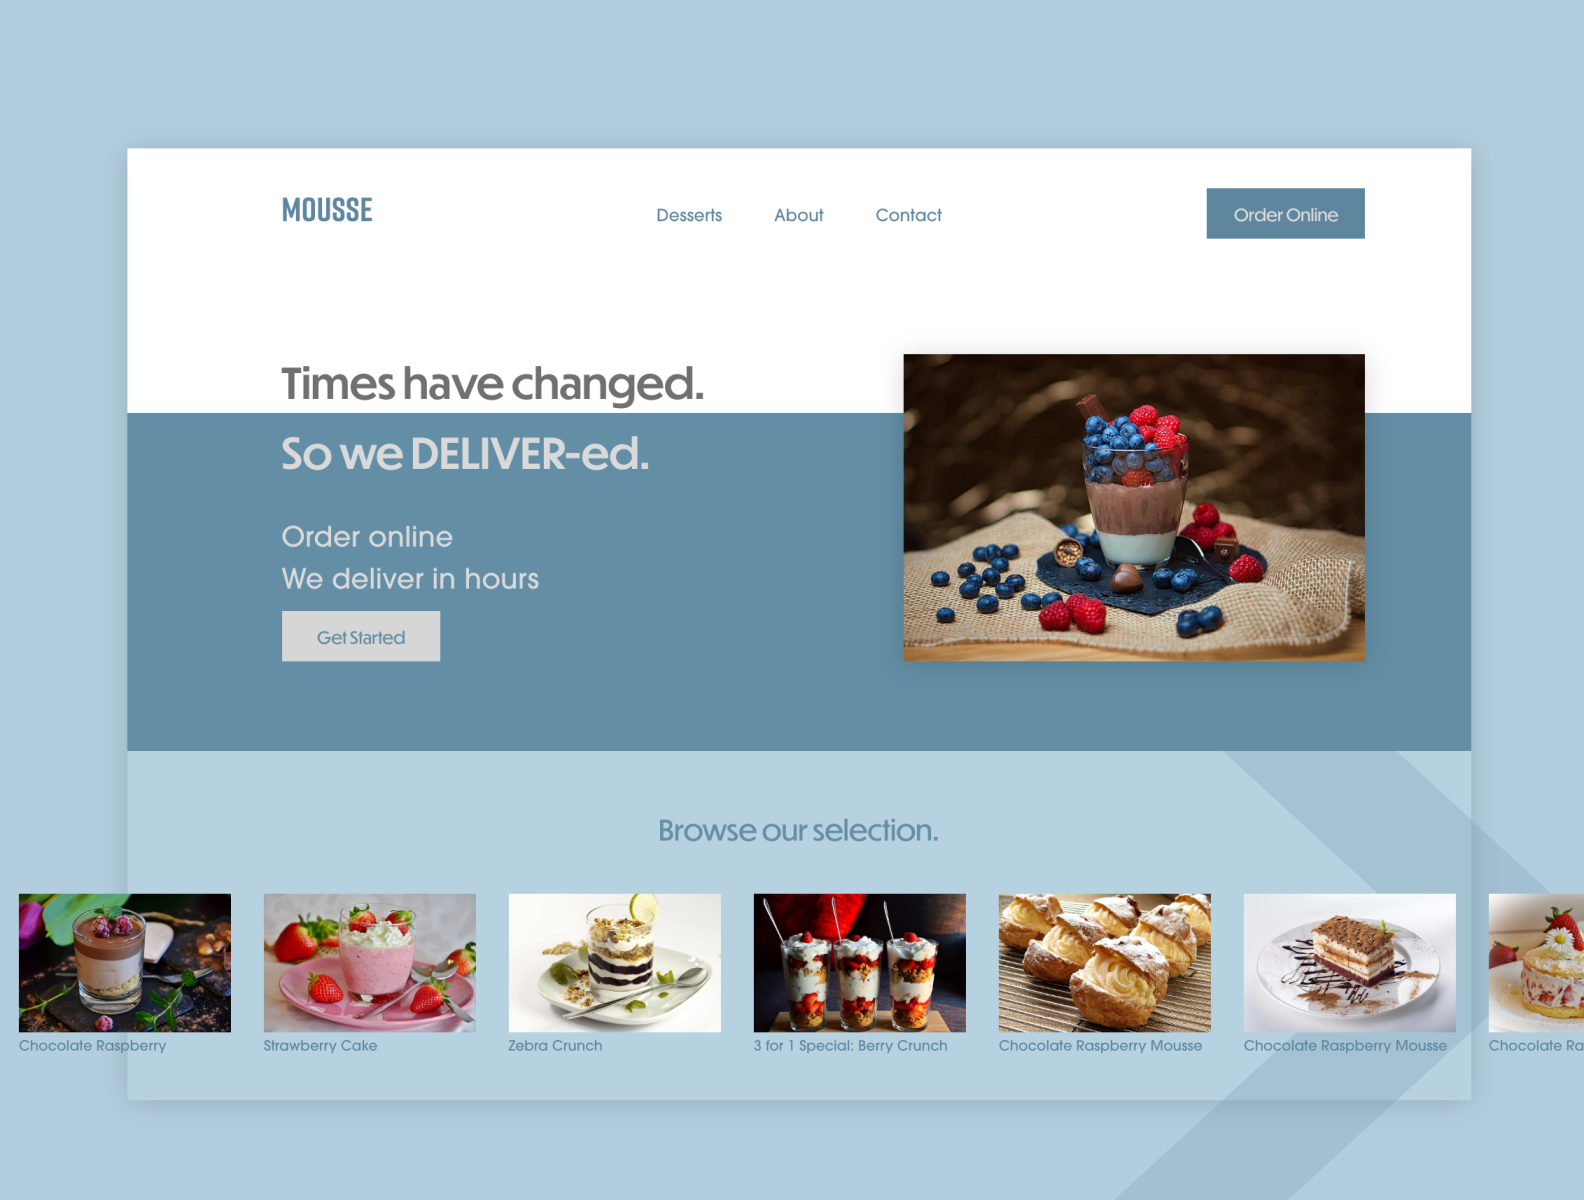 MOUSSE
Desserts
About
Contact
Order Online
Times have changed.
So we DELIVER-ed.
Order online
We deliver in hours
Get Started
Browse our selection.
Chocolate Raspberry
Strawberry Cake
Zebra Crunch
3 for 1 Special: Berry Crunch
Chocolate Raspberry Mousse
Chocolate Raspberry Mousse
Chocolate Ra